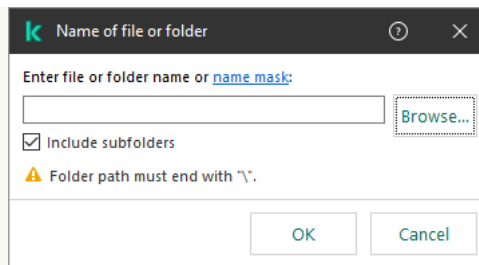 Name of file or folder
Enter file or folder name or name mask:
Browse...
Include subfolders
Folder path must end with "\".
OK
Cancel